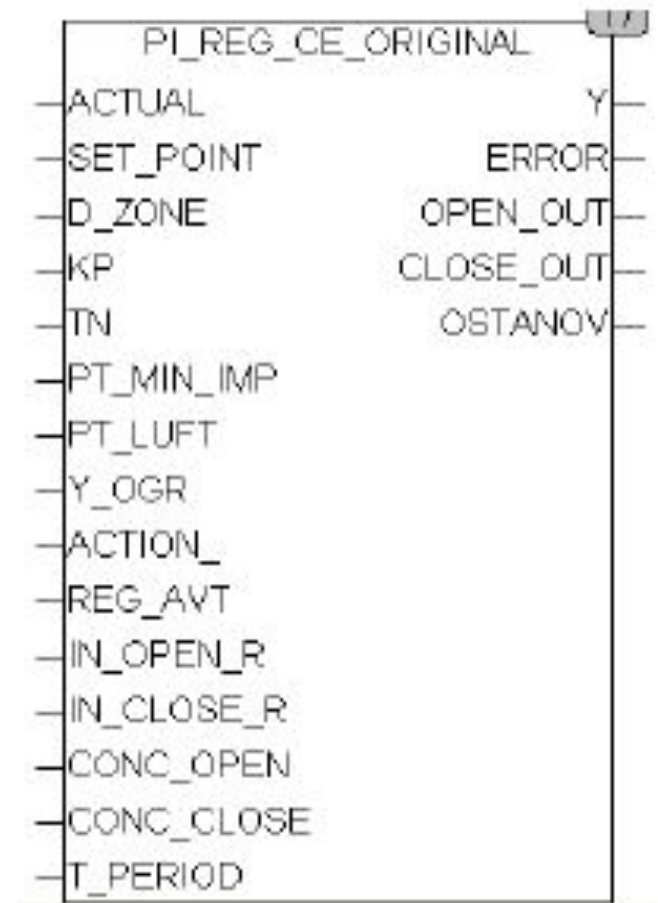 PI_REG_CE_ORIGINAL
ACTUAL Y
SET_POINT ERROR
D_ZONE OPEN_OUT
KP CLOSE_OUT
TN OSTANOV
PT_MIN_IMP
PT_LUFT
Y_OGR
ACTION_
REG_AVT
IN_OPEN_R
IN_CLOSE_R
CONC_OPEN
CONC_CLOSE
T_PERIOD